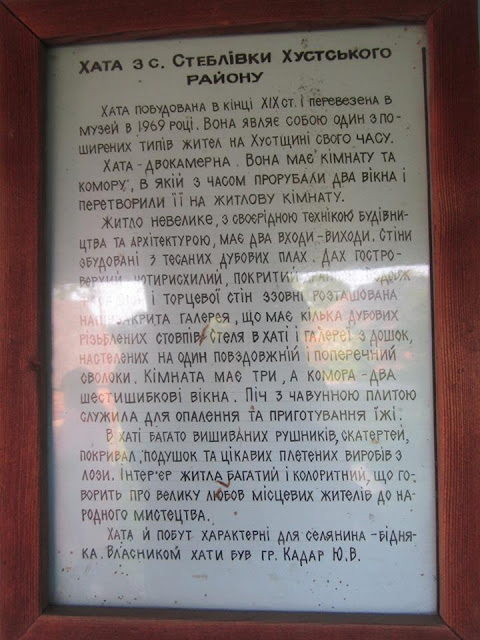 Хата з с. Стеблівки Хустського
району
Хата побудована в кінці XIX ст. і перевезена в
музей в 1969 році. Вона являє собою один з по-
ширених типів жител на Хустщині свого часу.
Хата - двокамерна. Вона має кімнату та
комору, в якій з часом прорубали два вікна і
перетворили її на житлову кімнату.
Житло невелике, з своєрідною технікою будівни-
цтва та архітектурою, має два входи - виходи. Стіни
збудовані з тесаних дубових плах. Дах гостро-
верхий, чотирисхилий, покритий
і торцевої стін ззовні розташована
галерея, що має кілька дубових
різьблених стовпів. Стеля в хаті і галереї з дошок,
настелених на один повздовжній і поперечний
сволоки. Кімната має три, а комора - два
шестишибкові вікна. Піч з чавунною плитою
служила для опалення та приготування їжі.
В хаті багато вишиваних рушників, скатертей,
покривал, подушок та цікавих плетених виробів з
лози. Інтер'єр житла багатий і колоритний, що го-
ворить про велику любов місцевих жителів до на-
родного мистецтва.
Хата й побут характерні для селянина - бідня-
ка. Власником хати був гр. Кадар Ю.В.